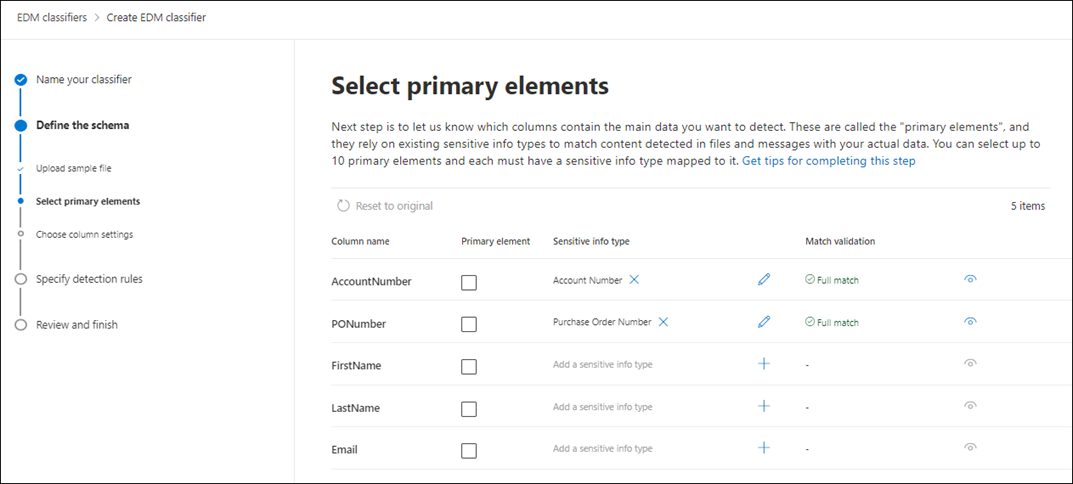 EDM classifiers > Create EDM classifier
Name your classifier
Define the schema
Upload sample file
Select primary elements
Choose column settings
Specify detection rules
Review and finish
Select primary elements
Next step is to let us know which columns contain the main data you want to detect. These are called the "primary elements", and
they rely on existing sensitive info types to match content detected in files and messages with your actual data. You can select up to
10 primary elements and each must have a sensitive info type mapped to it. Get tips for completing this step
Reset to original 5 items
Column name Primary element Sensitive info type Match validation
AccountNumber Account Number Full match
PONumber Purchase Order Number Full match
FirstName Add a sensitive info type -
LastName Add a sensitive info type -
Email Add a sensitive info type -